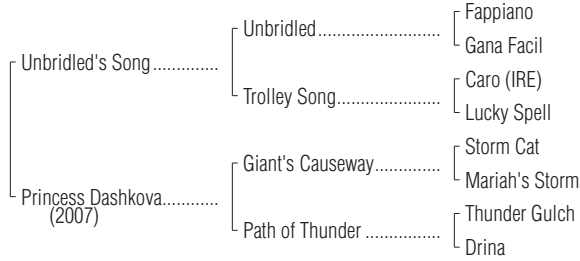 Fappiano
Unbridled........................
Gana Facil
Unbridled's Song.............
Caro (IRE)
Trolley Song.....................
Lucky Spell
Storm Cat
Giant's Causeway.............
Mariah's Storm
Princess Dashkova...........
(2007)
Thunder Gulch
Path of Thunder ...............
Drina